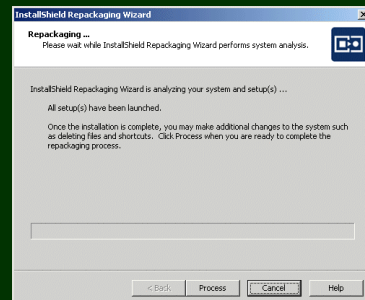 InstallShield Repackaging Wizard
Repackaging ...
Please wait while InstallShield Repackaging Wizard performs system analysis.
InstallShield Repackaging Wizard is analyzing your system and setup(s) ...
All setup(s) have been launched.
Once the installation is complete, you may make additional changes to the system such
as deleting files and shortcuts.  Click Process when you are ready to complete the
repackaging process.
< Back
Process
Cancel
Help